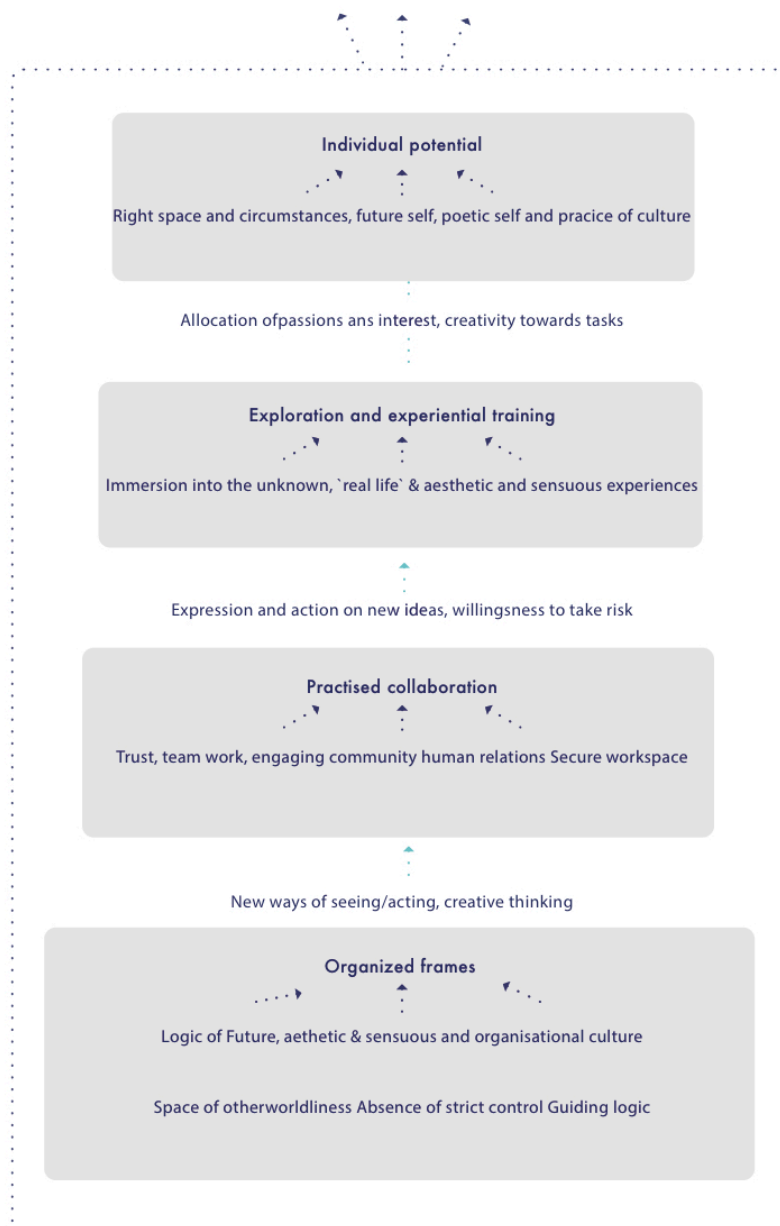 Individual potential
Right space and circumstances, future self, poetic self and pracice of culture
Allocation ofpassions ans interest, creativity towards tasks
Exploration and experiential training
Immersion into the unknown, `real life` & aesthetic and sensuous experiences
Expression and action on new ideas, willingsness to take risk
Practised collaboration
Trust, team work, engaging community human relations Secure workspace
New ways of seeing/acting, creative thinking
Organized frames
Logic of Future, aethetic & sensuous and organisational culture
Space of otherworldliness Absence of strict control Guiding logic